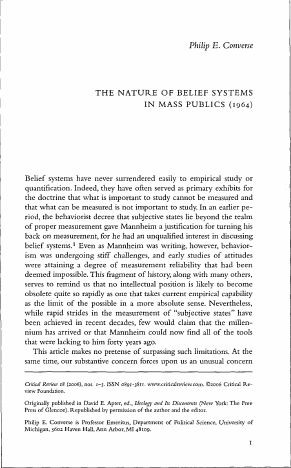 Philip E. Converse
THE NATURE OF BELIEF SYSTEMS
IN MASS PUBLICS (1964)
Belief systems have never surrendered easily to empirical study or
quantification. Indeed, they have often served as primary exhibits for
the doctrine that what is important to study cannot be measured and
that what can be measured is not important to study. In an earlier pe-
riod, the behaviorist decree that subjective states lie beyond the realm
of proper measurement gave Mannheim a justification for turning his
back on measurement, for he had an unqualified interest in discussing
belief systems.¹ Even as Mannheim was writing, however, behavior-
ism was undergoing stiff challenges, and early studies of attitudes
were attaining a degree of measurement reliability that had been
deemed impossible. This fragment of history, along with many others,
serves to remind us that no intellectual position is likely to become
obsolete quite so rapidly as one that takes current empirical capability
as the limit of the possible in a more absolute sense. Nevertheless,
while rapid strides in the measurement of "subjective states" have
been achieved in recent decades, few would claim that the millen-
nium has arrived or that Mannheim could now find all of the tools
that were lacking to him forty years ago.
This article makes no pretense of surpassing such limitations. At the
same time, our substantive concern forces upon us an unusual concern
Critical Review 18 (2006), nos. 1–3. ISSN 0891-3811. www.criticalreview.com. ©2006 Critical Re-
view Foundation.
Originally published in David E. Apter, ed., Ideology and Its Discontents (New York: The Free
Press of Glencoe). Republished by permission of the author and the editor.
Philip E. Converse is Professor Emeritus, Department of Political Science, University of
Michigan, 5602 Haven Hall, Ann Arbor, MI 48109.
1